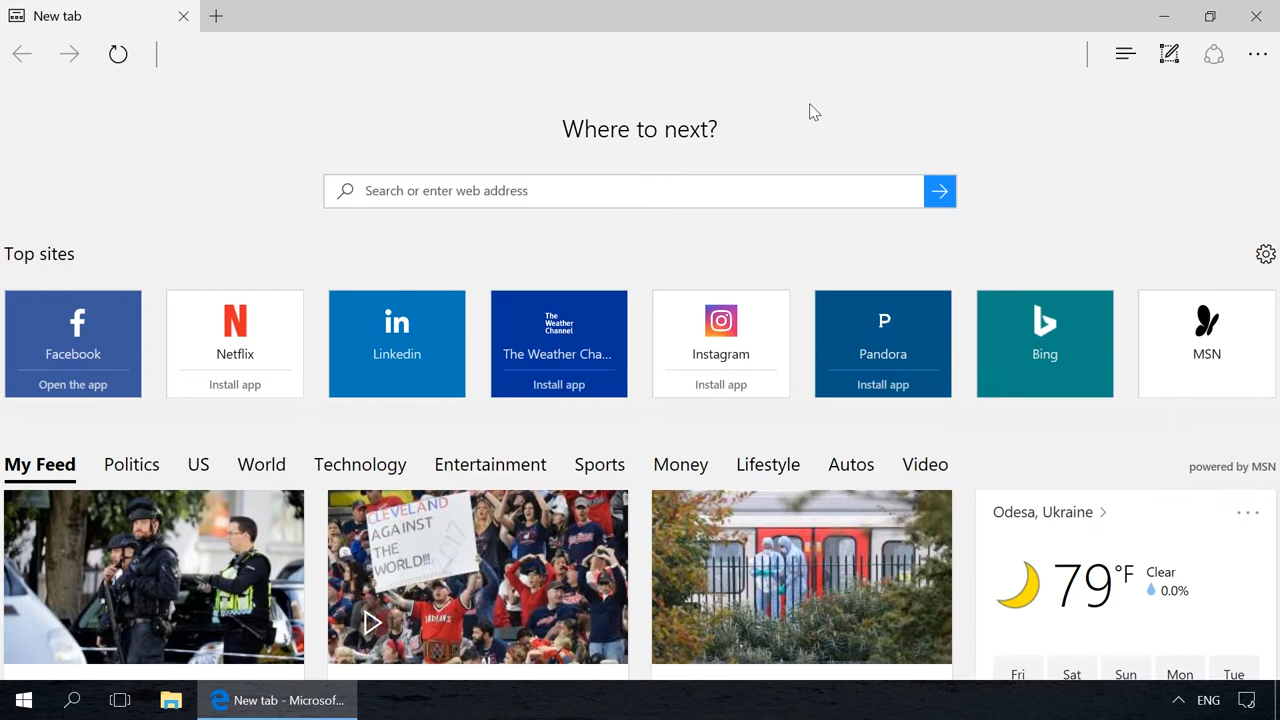 New tab
Where to next?
Search or enter web address
Top sites
Facebook
Open the app
Netflix
Install app
in
Linkedin
The
Weather
Channel
The Weather Cha...
Install app
Instagram
Install app
P
Pandora
Install app
Bing
MSN
My Feed Politics US World Technology Entertainment Sports Money Lifestyle Autos Video powered by MSN
CLEVELAND
AGAINST
THE
WORLD!!!
INDIANS
Odesa, Ukraine
79°F
Clear
0.0%
Fri Sat Sun Mon Tue
New tab - Microsof...
ENG